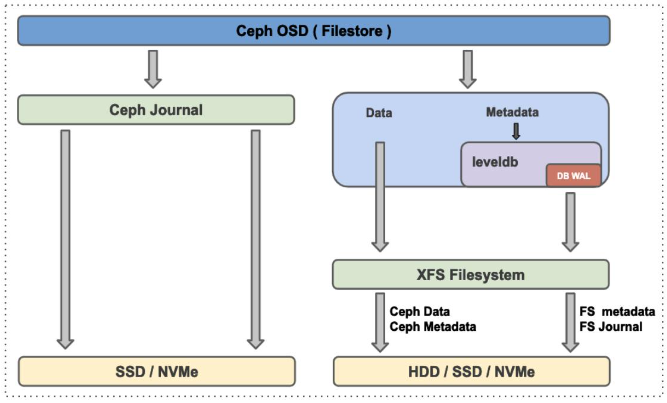 Ceph OSD ( Filestore )
Ceph Journal
Data
Metadata
leveldb
DB WAL
XFS Filesystem
Ceph Data
Ceph Metadata
FS metadata
FS Journal
SSD / NVMe
HDD / SSD / NVMe